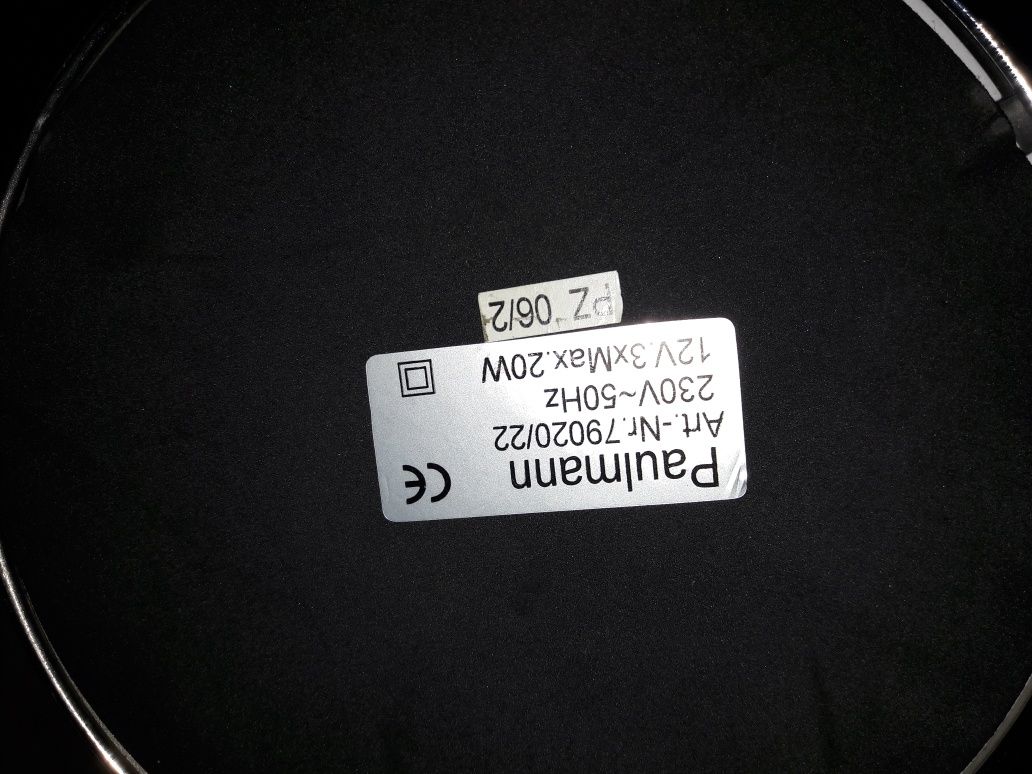 Paulmann CE
Art.-Nr.79020/22
230V~50Hz
12V.3xMax.20W
PZ 06/2